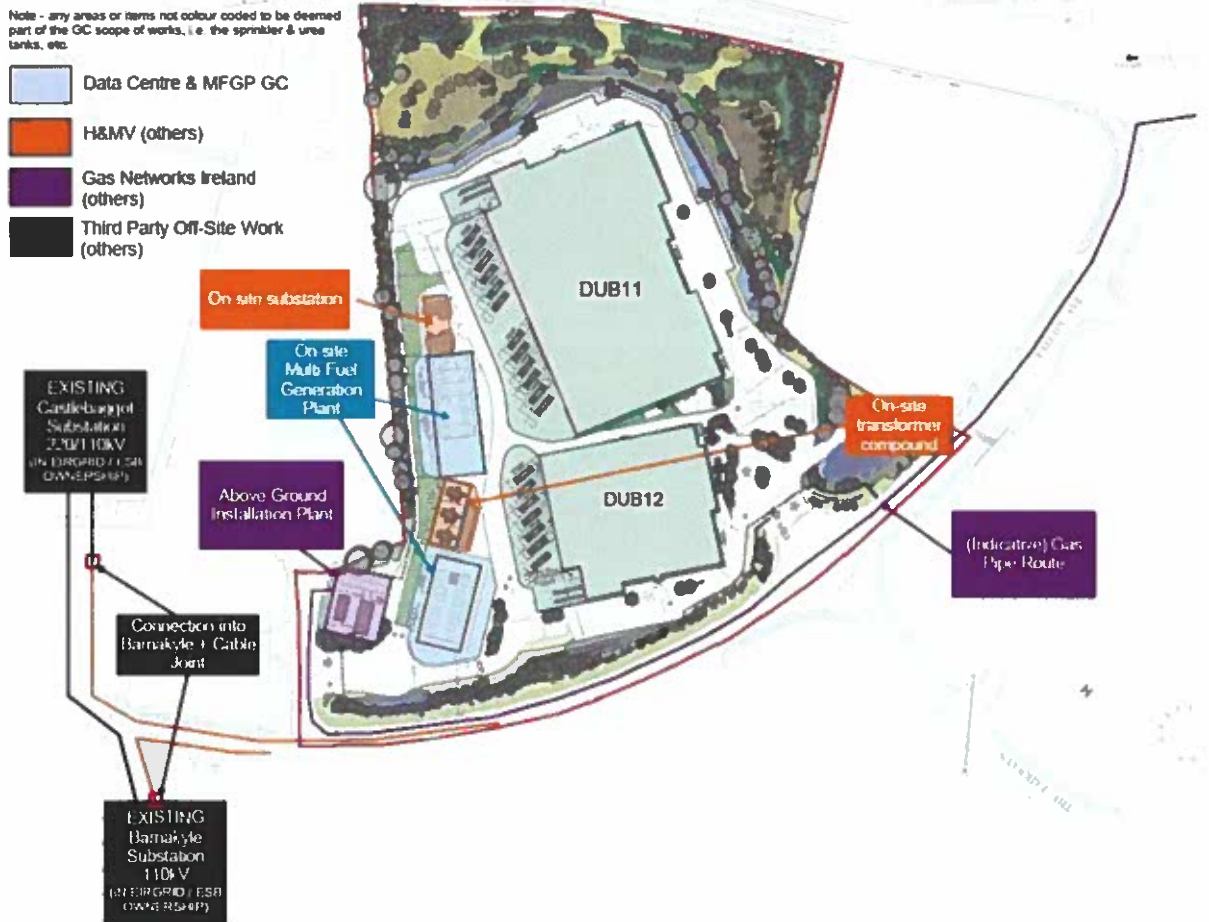 Note - any areas or items not colour coded to be deemed
part of the GC scope of works, i.e. the sprinkler & urea
tanks, etc.
Data Centre & MFGP GC
H&MV (others)
Gas Networks Ireland
(others)
Third Party Off-Site Work
(others)
DUB11
On site substation
On-site
Multi Fuel
Generation
Plant
EXISTING
Castlebaggot
Substation
220/110kV
(IN EIRGRID / ESB
OWNERSHIP)
On-site
transformer
compound
Above Ground
Installation Plant
DUB12
(Indicative) Gas
Pipe Route
Connection into
Barnakyle + Cable
Joint
N
EXISTING
Barnakyle
Substation
110kV
(IN EIRGRID / ESB
OWNERSHIP)